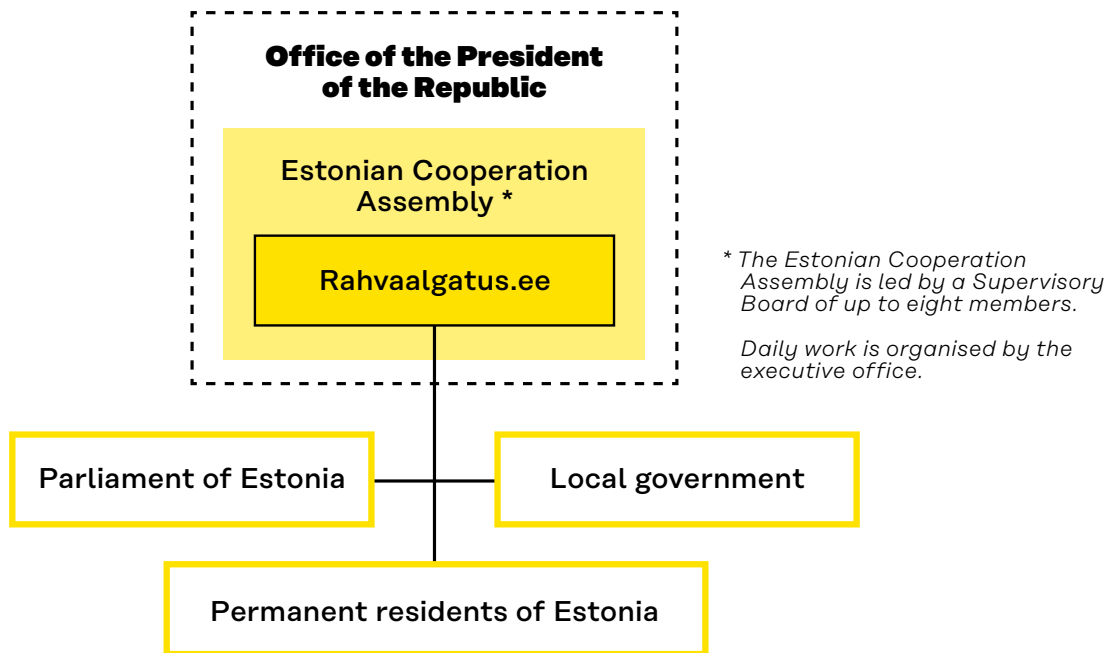 Office of the President
of the Republic
Estonian Cooperation
Assembly *
Rahvaalgatus.ee
* The Estonian Cooperation
Assembly is led by a Supervisory
Board of up to eight members.
Daily work is organised by the
executive office.
Parliament of Estonia
Local government
Permanent residents of Estonia